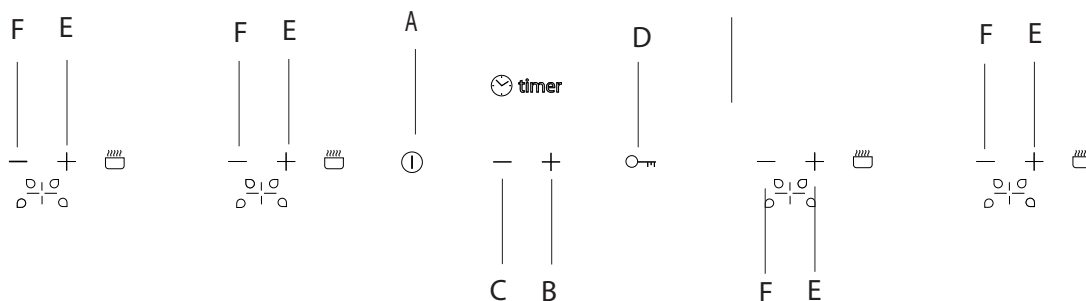 F E F E A D F E
timer
− + − + − + − + − +
C B F E